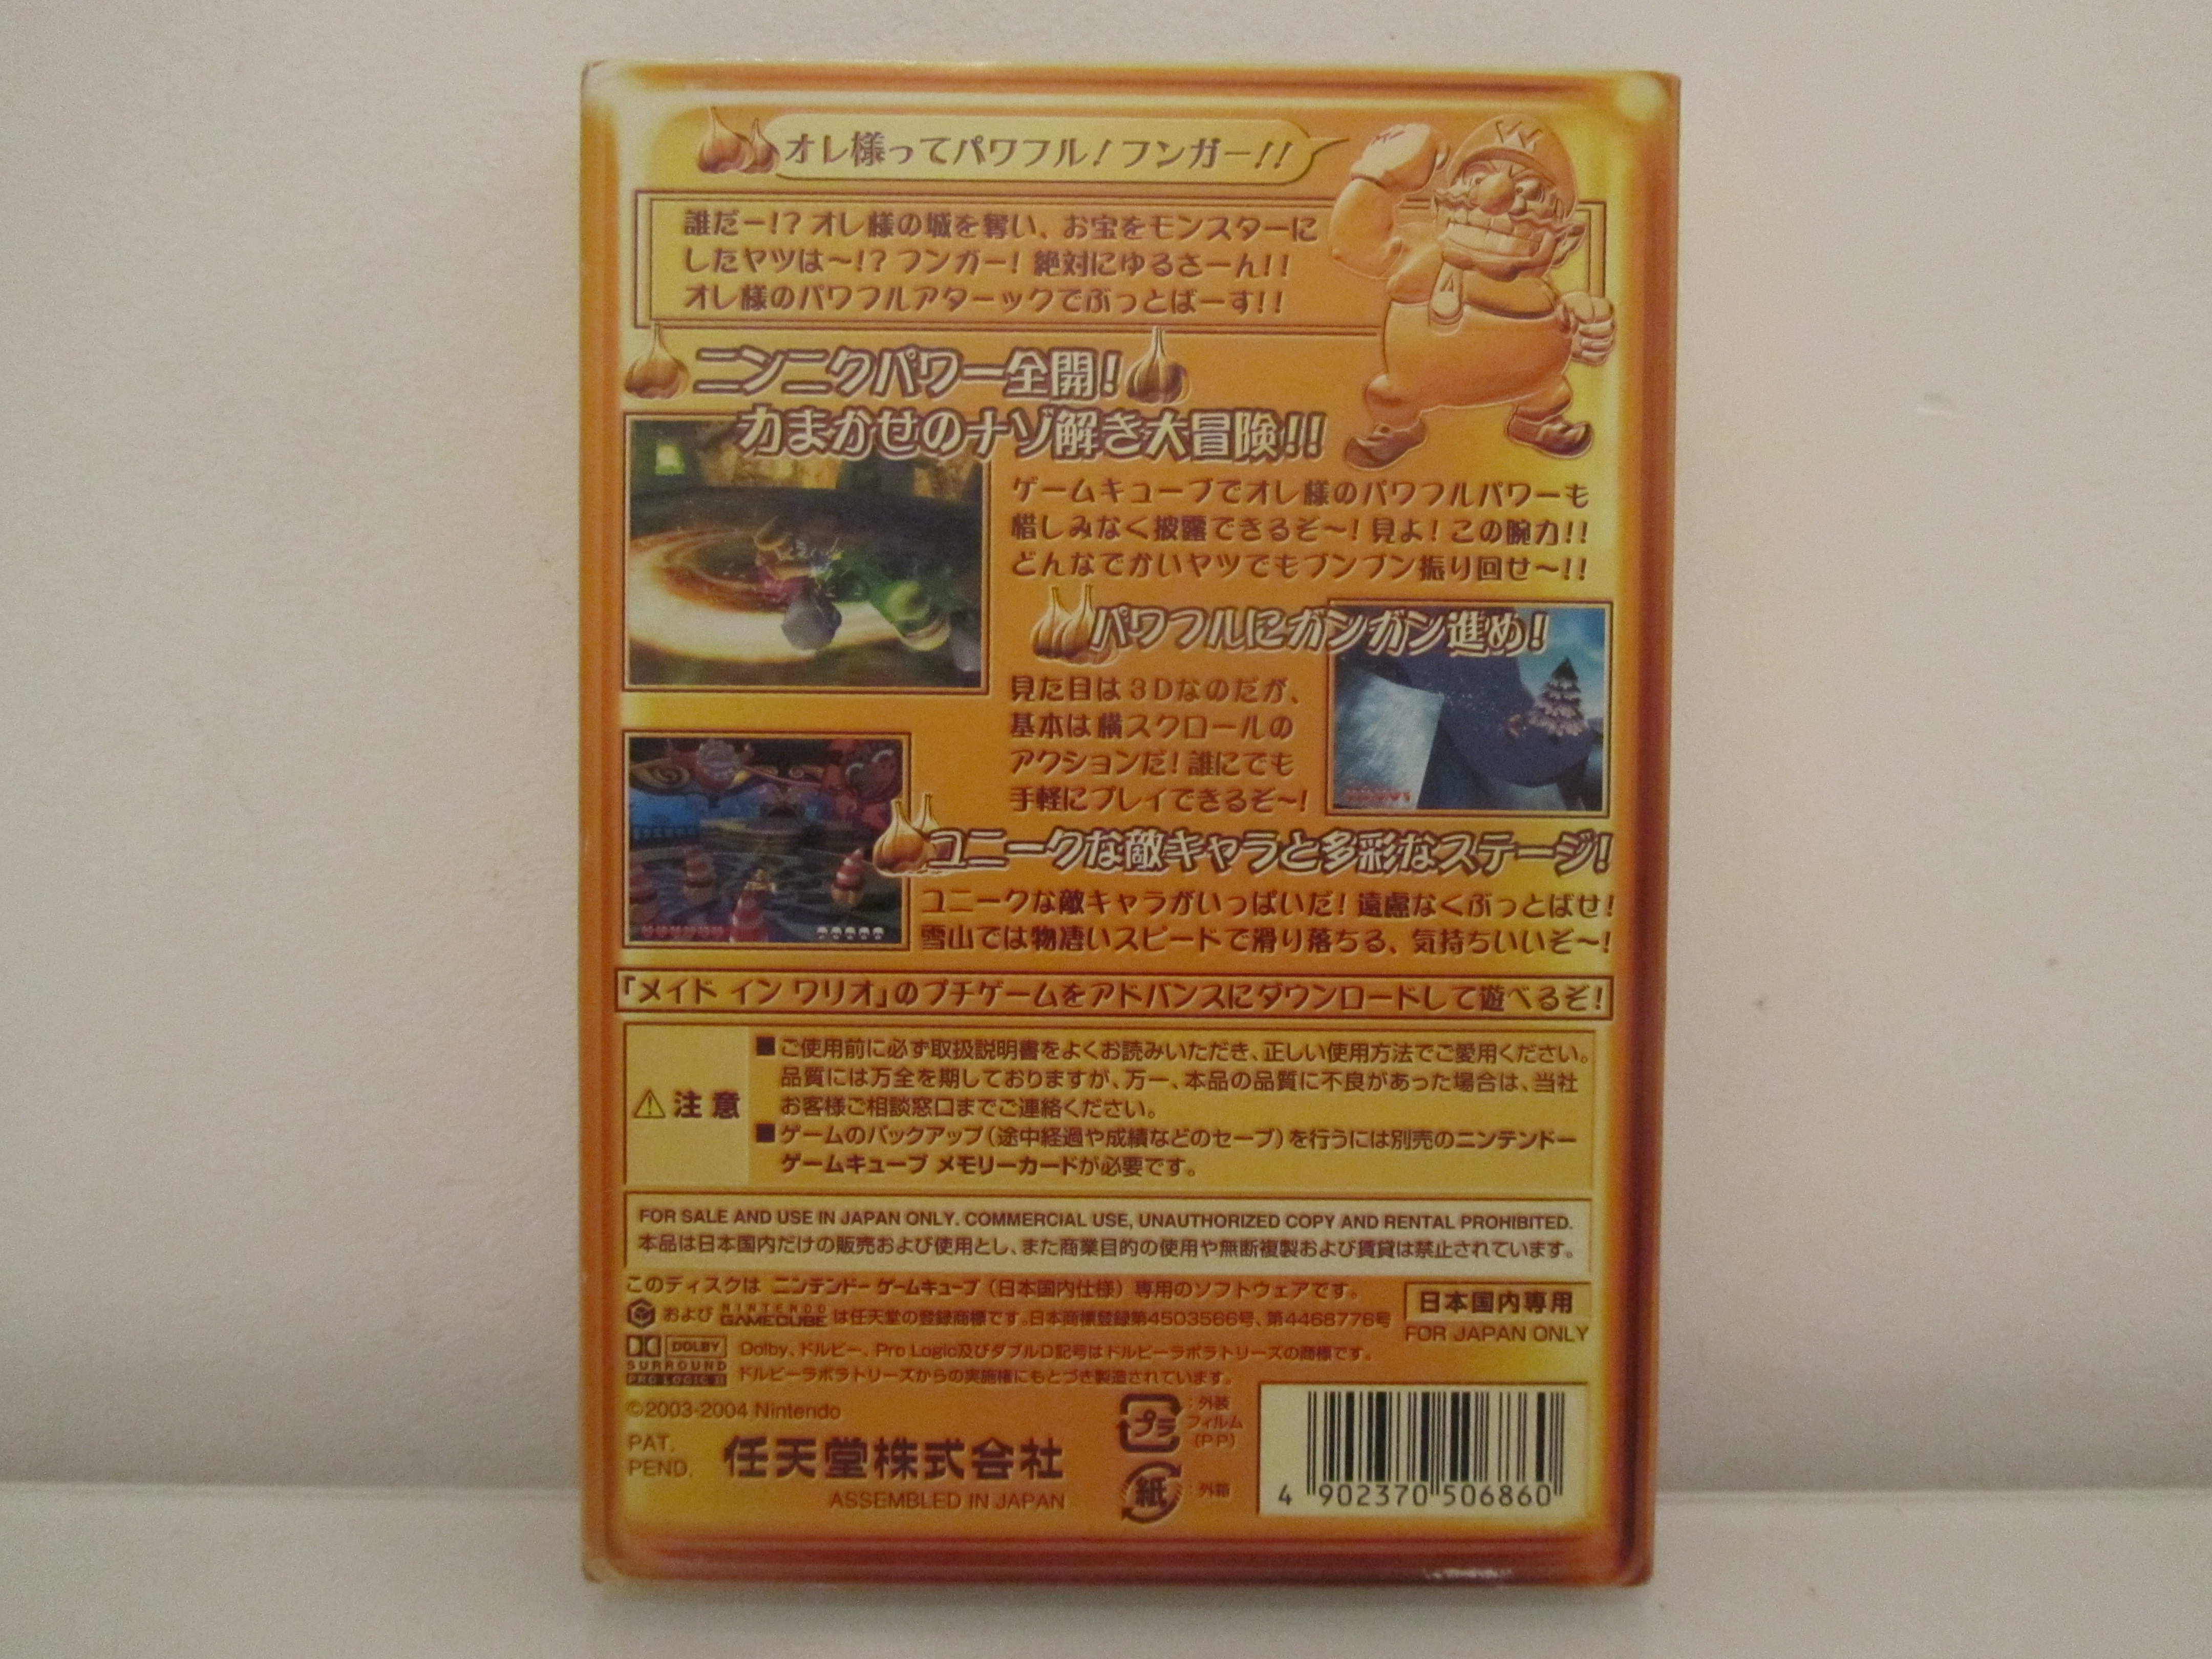 オレ様ってパワフル!フンガー!!
誰だー!?オレ様の城を奪い、お宝をモンスターに
したヤツは〜!?フンガー!絶対にゆるさーん!!
オレ様のパワフルアターックでぶっとばーす!!
ニンニクパワー全開!
力まかせのナゾ解き大冒険!!
ゲームキューブでオレ様のパワフルパワーも
惜しみなく披露できるぞ〜!見よ!この腕力!!
どんなでかいヤツでもブンブン振り回せ〜!!
パワフルにガンガン進め!
見た目は3Dなのだが、
基本は横スクロールの
アクションだ!誰にでも
手軽にプレイできるぞ〜!
ユニークな敵キャラと多彩なステージ!
ユニークな敵キャラがいっぱいだ!遠慮なくぶっとばせ!
雪山では物凄いスピードで滑り落ちる、気持ちいいぞ〜!
「メイド イン ワリオ」のプチゲームをアドバンスにダウンロードして遊べるぞ!
⚠注意
■ご使用前に必ず取扱説明書をよくお読みいただき、正しい使用方法でご愛用ください。
品質には万全を期しておりますが、万一、本品の品質に不良があった場合は、当社
お客様ご相談窓口までご連絡ください。
■ゲームのバックアップ(途中経過や成績などのセーブ)を行うには別売のニンテンドー
ゲームキューブ メモリーカードが必要です。
FOR SALE AND USE IN JAPAN ONLY. COMMERCIAL USE, UNAUTHORIZED COPY AND RENTAL PROHIBITED.
本品は日本国内だけの販売および使用とし、また商業目的の使用や無断複製および賃貸は禁止されています。
このディスクは ニンテンドー ゲームキューブ(日本国内仕様)専用のソフトウェアです。
および NINTENDO GAMECUBE は任天堂の登録商標です。日本商標登録第4503566号、第4468776号
日本国内専用
FOR JAPAN ONLY
DOLBY
SURROUND
PRO LOGIC II
Dolby、ドルビー、Pro Logic及びダブルD記号はドルビーラボラトリーズの商標です。
ドルビーラボラトリーズからの実施権にもとづき製造されています。
©2003-2004 Nintendo
PAT.
PEND.
任天堂株式会社
ASSEMBLED IN JAPAN
プラ
:外装
フィルム
(PP)
紙
:外箱
4 902370 506860